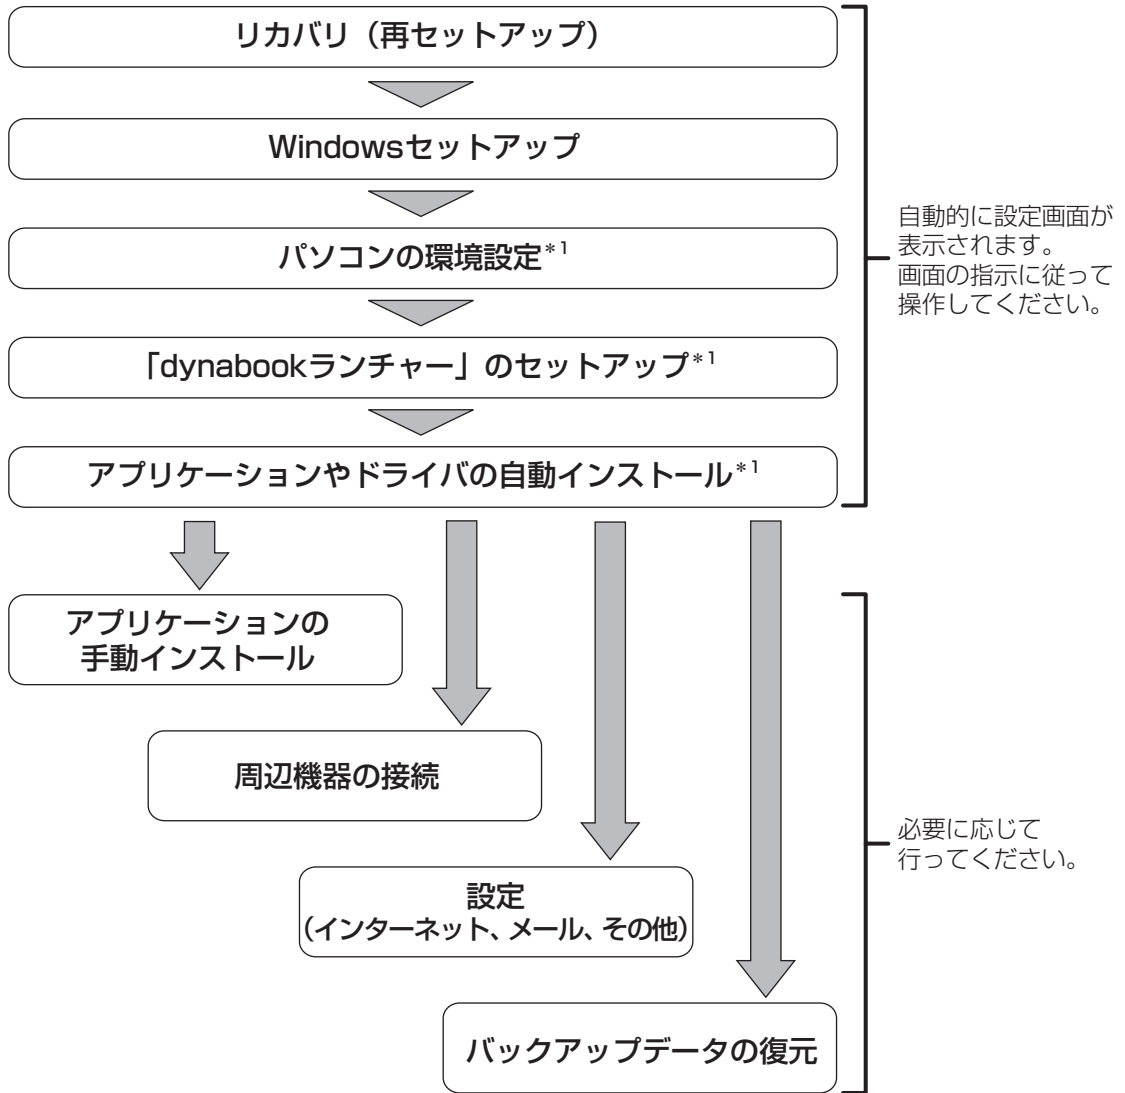 リカバリ（再セットアップ）
Windowsセットアップ
パソコンの環境設定*1
「dynabookランチャー」のセットアップ*1
アプリケーションやドライバの自動インストール*1
自動的に設定画面が
表示されます。
画面の指示に従って
操作してください。
アプリケーションの
手動インストール
周辺機器の接続
設定
（インターネット、メール、その他）
バックアップデータの復元
必要に応じて
行ってください。